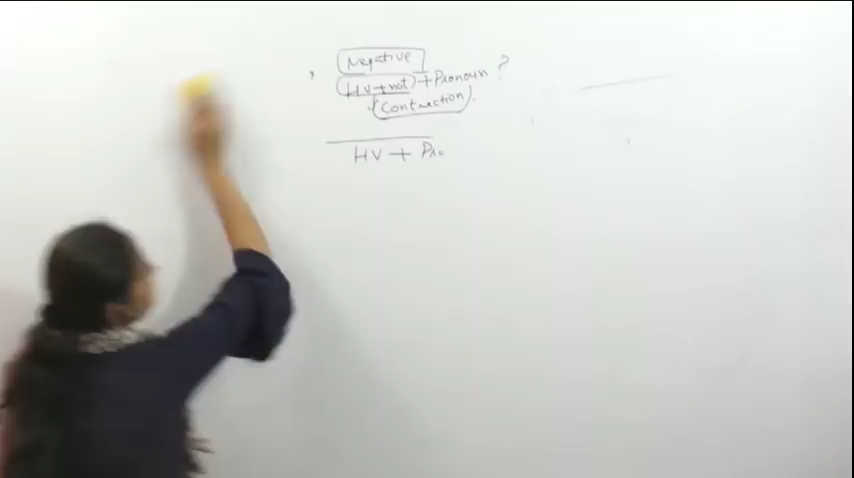 Negative
, HV+not + Pronoun ?
(Contraction)
HV + Pro